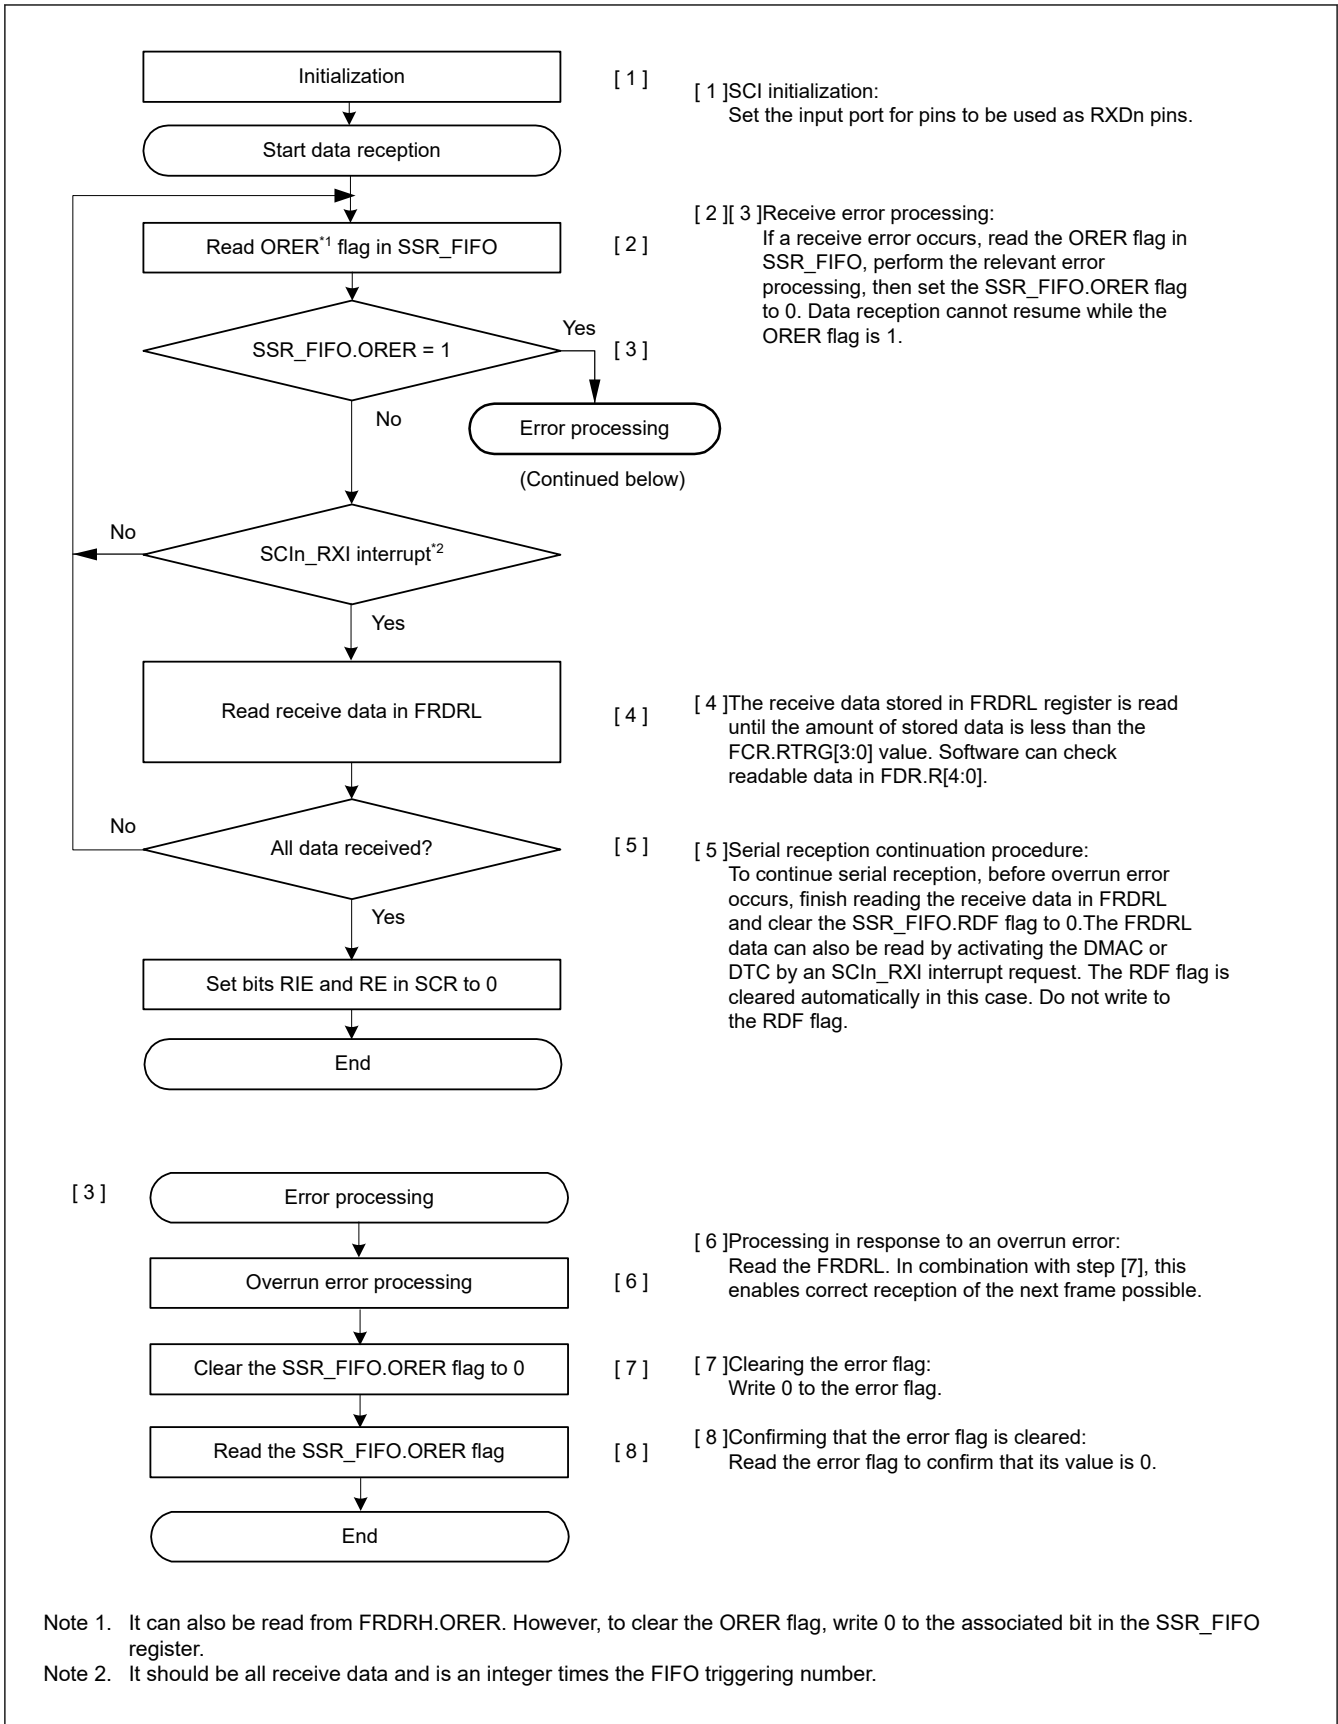 Initialization
[ 1 ]
[ 1 ]SCI initialization:
Set the input port for pins to be used as RXDn pins.
Start data reception
Read ORER*1 flag in SSR_FIFO
[ 2 ]
[ 2 ][ 3 ]Receive error processing:
If a receive error occurs, read the ORER flag in
SSR_FIFO, perform the relevant error
processing, then set the SSR_FIFO.ORER flag
to 0. Data reception cannot resume while the
ORER flag is 1.
SSR_FIFO.ORER = 1
Yes
[ 3 ]
No
Error processing
(Continued below)
No
SCIn_RXI interrupt*2
Yes
Read receive data in FRDRL
[ 4 ]
[ 4 ]The receive data stored in FRDRL register is read
until the amount of stored data is less than the
FCR.RTRG[3:0] value. Software can check
readable data in FDR.R[4:0].
No
All data received?
[ 5 ]
[ 5 ]Serial reception continuation procedure:
To continue serial reception, before overrun error
occurs, finish reading the receive data in FRDRL
and clear the SSR_FIFO.RDF flag to 0.The FRDRL
data can also be read by activating the DMAC or
DTC by an SCIn_RXI interrupt request. The RDF flag is
cleared automatically in this case. Do not write to
the RDF flag.
Yes
Set bits RIE and RE in SCR to 0
End
[ 3 ]
Error processing
Overrun error processing
[ 6 ]
[ 6 ]Processing in response to an overrun error:
Read the FRDRL. In combination with step [7], this
enables correct reception of the next frame possible.
Clear the SSR_FIFO.ORER flag to 0
[ 7 ]
[ 7 ]Clearing the error flag:
Write 0 to the error flag.
Read the SSR_FIFO.ORER flag
[ 8 ]
[ 8 ]Confirming that the error flag is cleared:
Read the error flag to confirm that its value is 0.
End
Note 1. It can also be read from FRDRH.ORER. However, to clear the ORER flag, write 0 to the associated bit in the SSR_FIFO
register.
Note 2. It should be all receive data and is an integer times the FIFO triggering number.